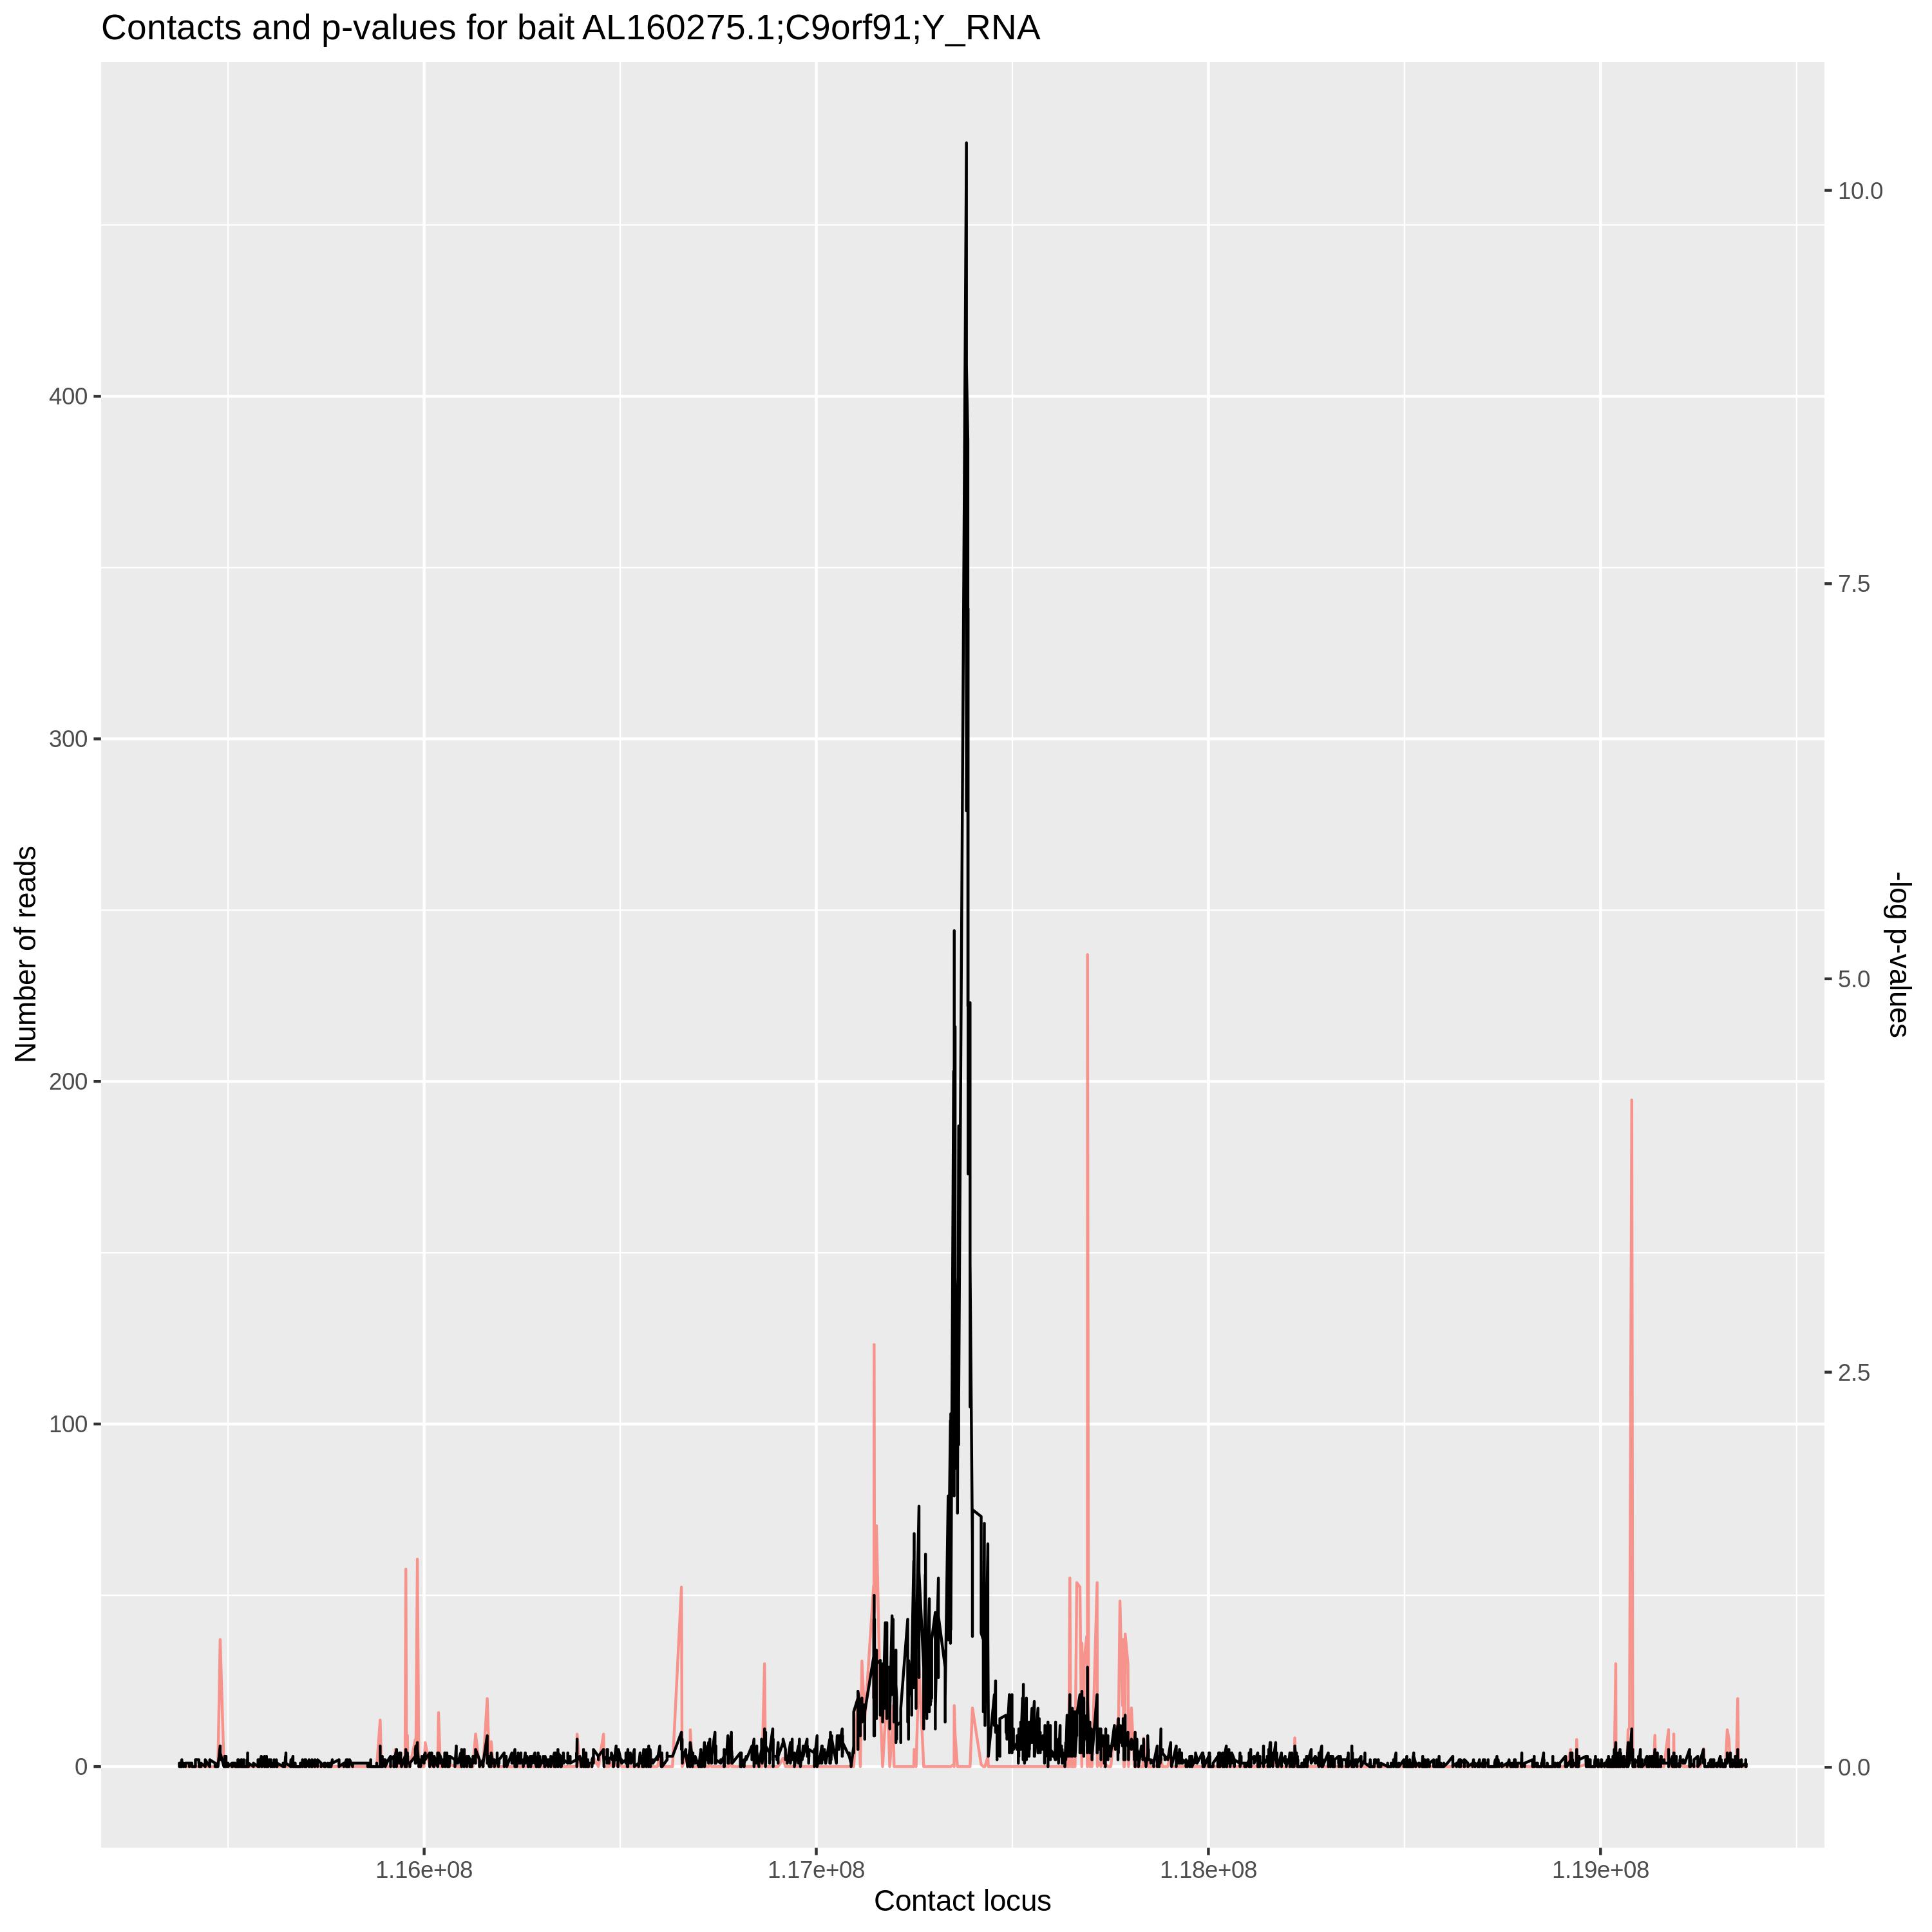 Contacts and p-values for bait AL160275.1;C9orf91;Y_RNA
Number of reads
400
300
200
100
0
10.0
7.5
5.0
2.5
0.0
-log p-values
1.16e+08
1.17e+08
1.18e+08
1.19e+08
Contact locus